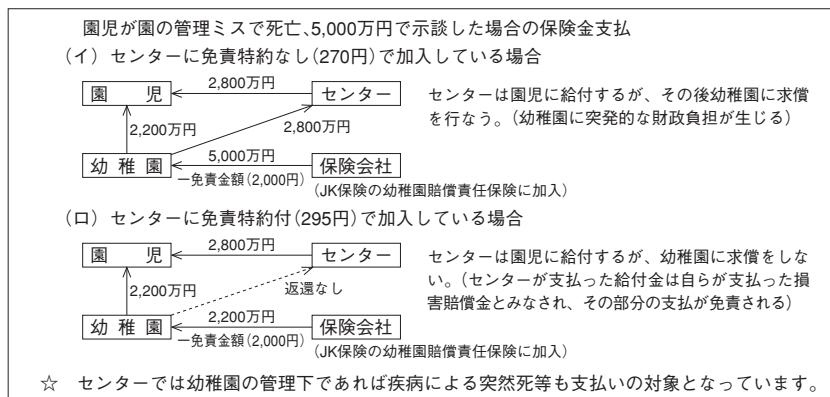 園児が園の管理ミスで死亡、5,000万円で示談した場合の保険金支払
（イ）センターに免責特約なし（270円）で加入している場合
園　児
2,800万円
センター
2,200万円
2,800万円
幼稚園
5,000万円
保険会社
－免責金額（2,000円）
（JK保険の幼稚園賠償責任保険に加入）
センターは園児に給付するが、その後幼稚園に求償
を行なう。（幼稚園に突発的な財政負担が生じる）
（ロ）センターに免責特約付（295円）で加入している場合
園　児
2,800万円
センター
2,200万円
返還なし
幼稚園
2,200万円
保険会社
－免責金額（2,000円）
（JK保険の幼稚園賠償責任保険に加入）
センターは園児に給付するが、幼稚園に求償をしな
い。（センターが支払った給付金は自らが支払った損
害賠償金とみなされ、その部分の支払が免責される）
☆　センターでは幼稚園の管理下であれば疾病による突然死等も支払いの対象となっています。